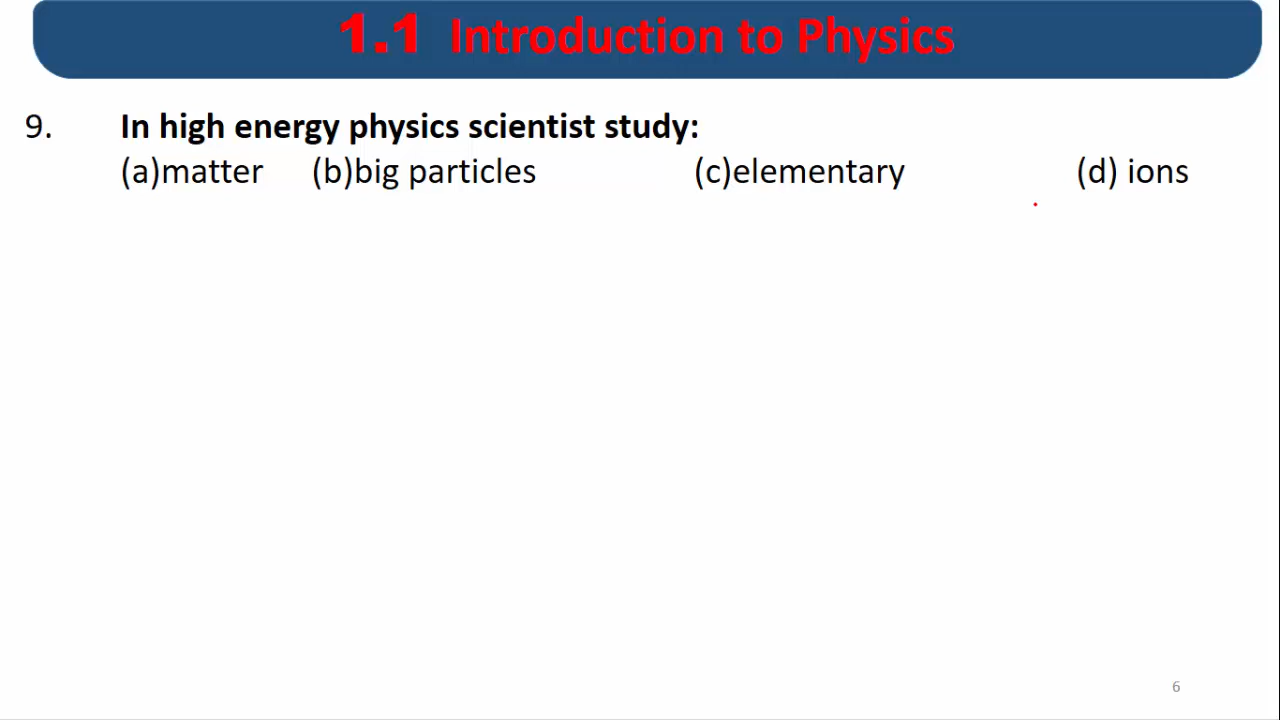 1.1 Introduction to Physics
9. In high energy physics scientist study:
(a)matter (b)big particles (c)elementary (d) ions
6